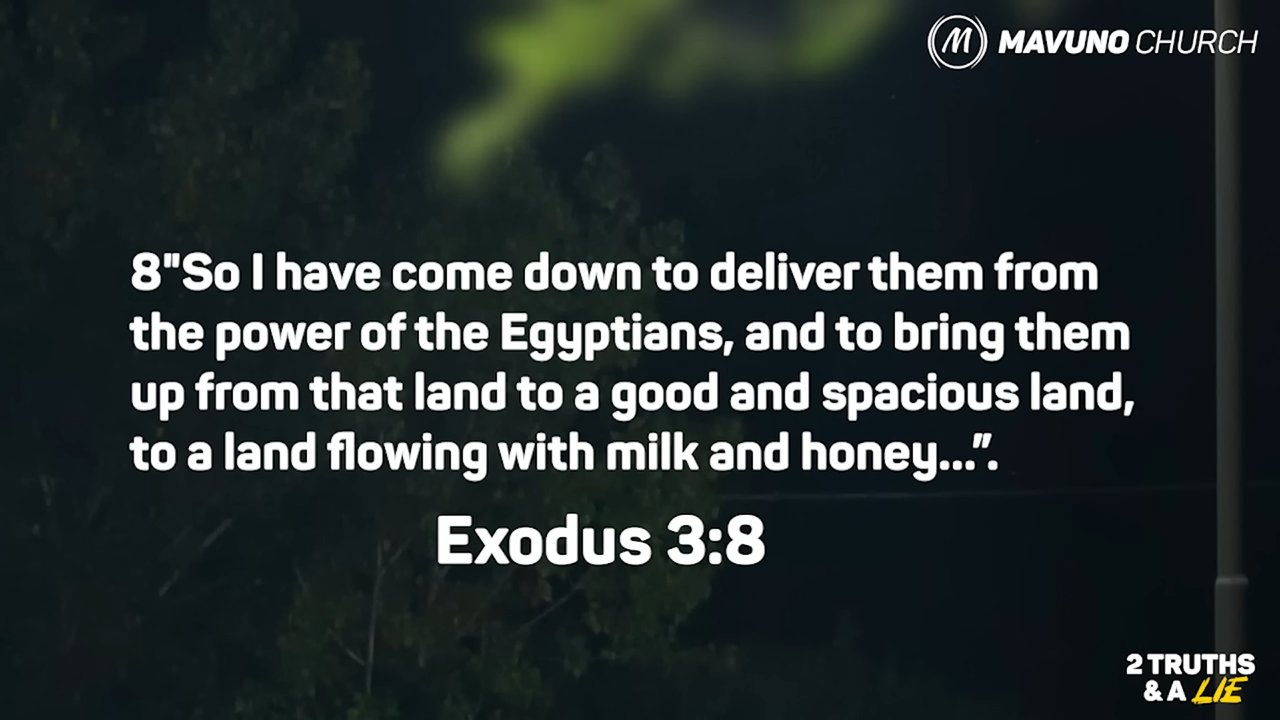 MAVUNO CHURCH
8"So I have come down to deliver them from
the power of the Egyptians, and to bring them
up from that land to a good and spacious land,
to a land flowing with milk and honey...”.
Exodus 3:8
2 TRUTHS
& A LIE